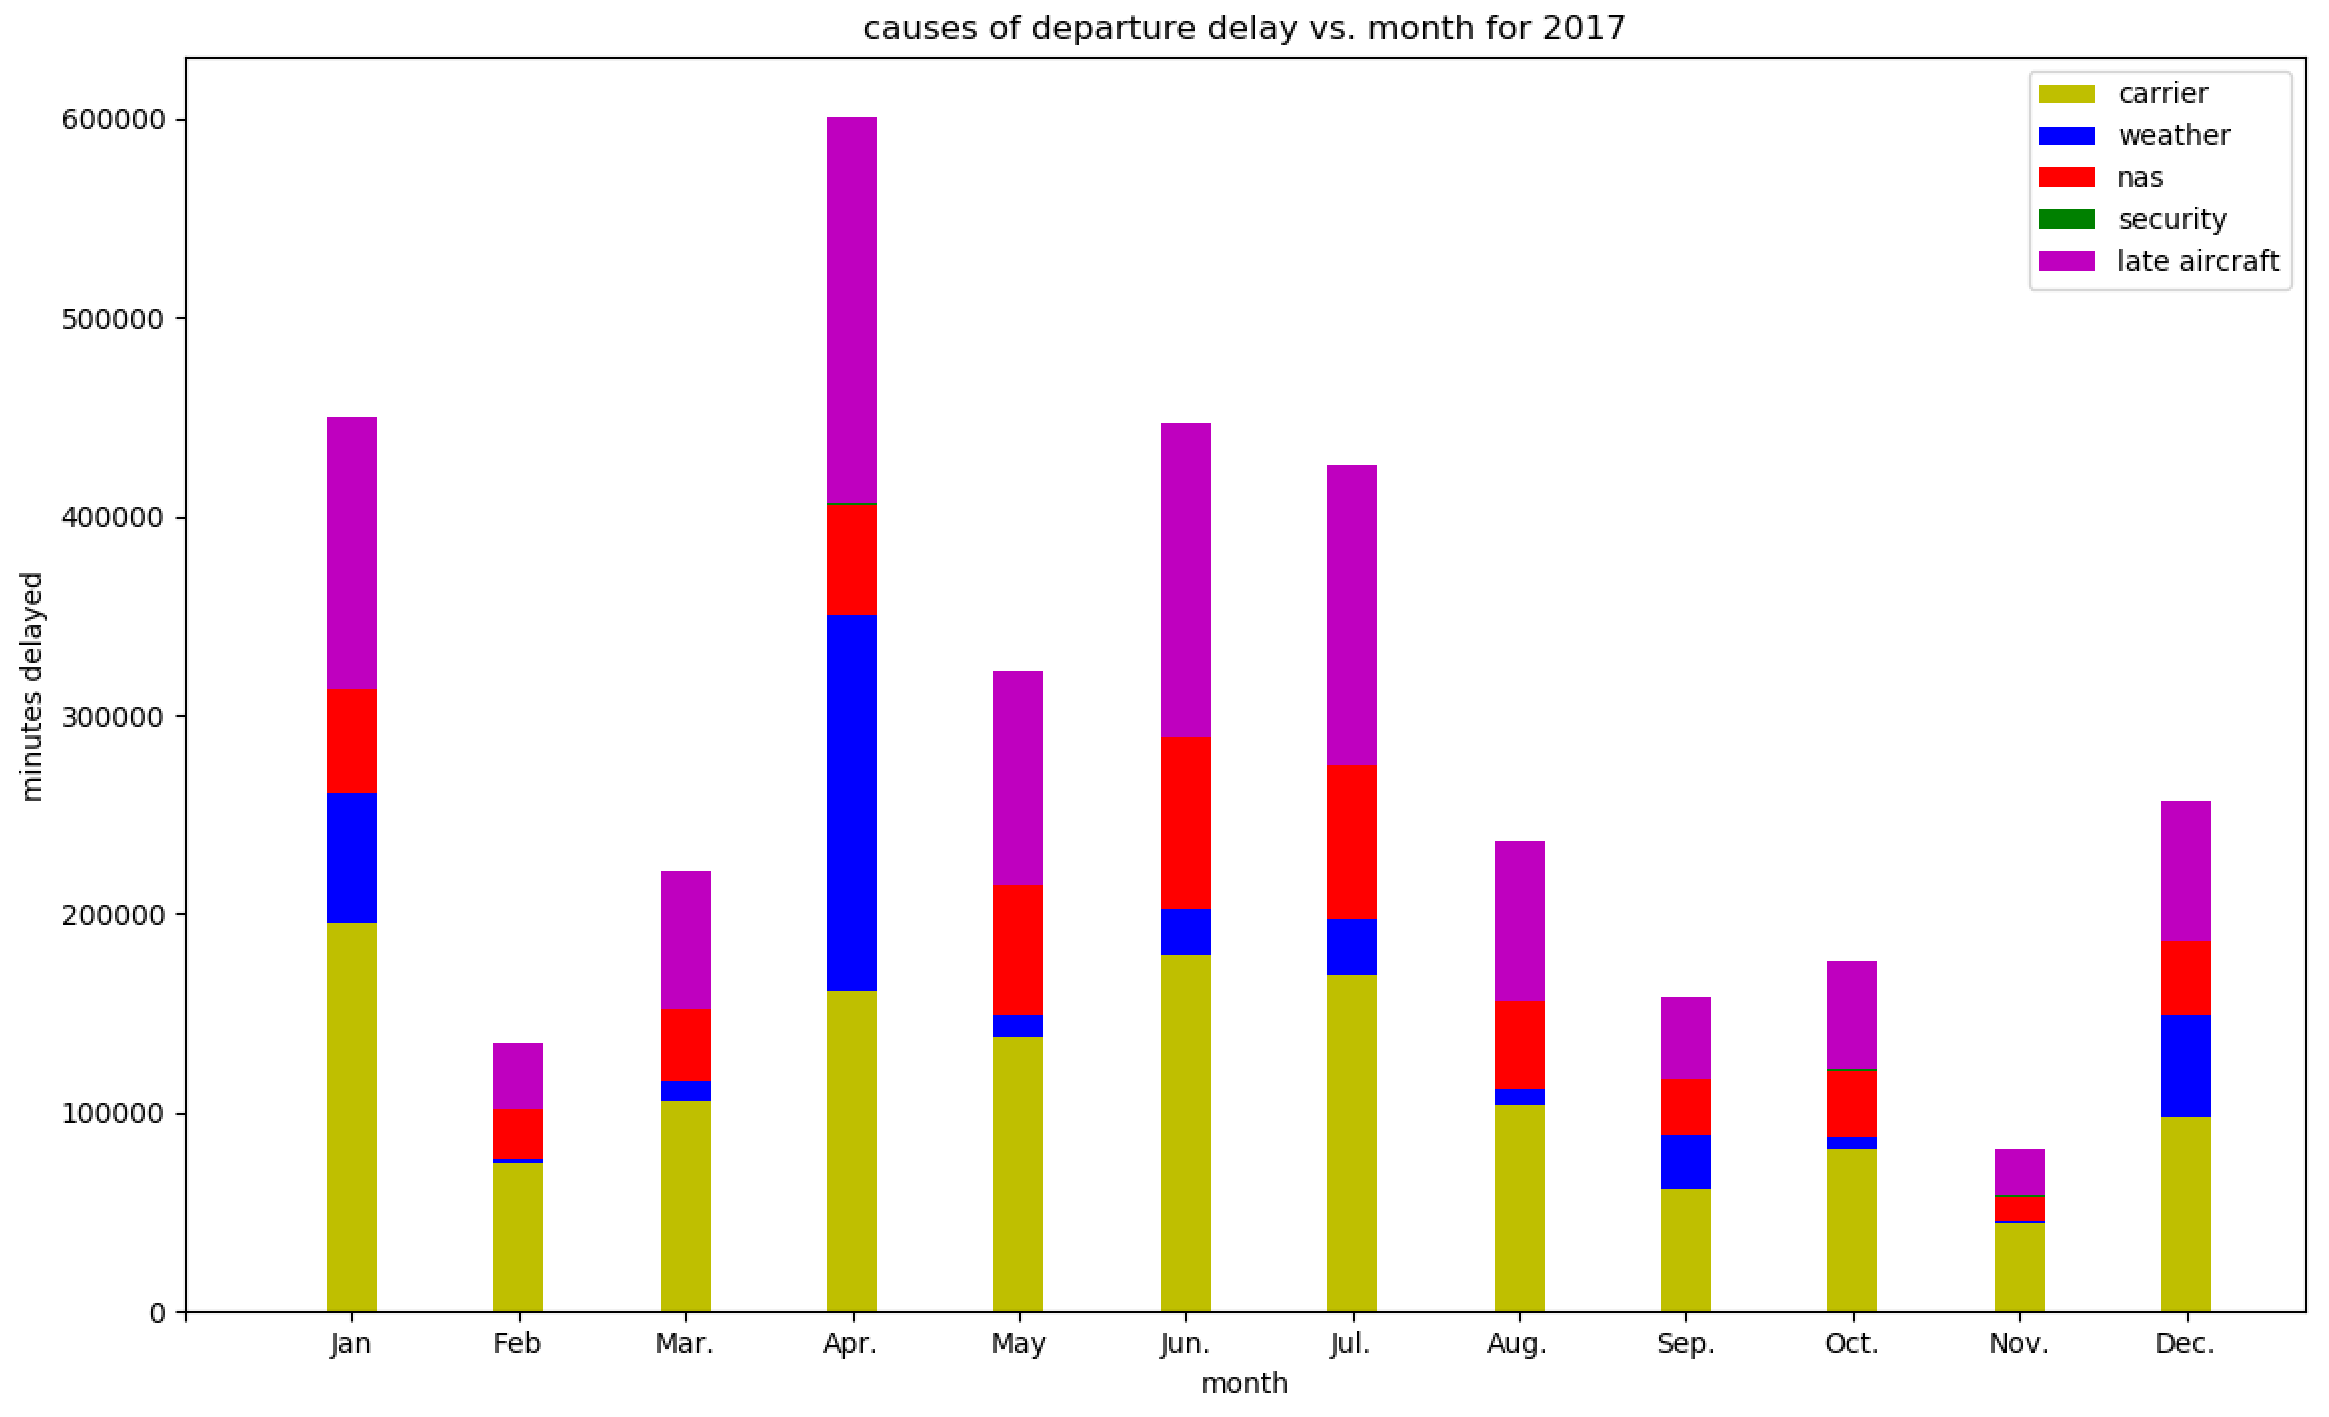 causes of departure delay vs. month for 2017
carrier
weather
nas
security
late aircraft
minutes delayed
600000
500000
400000
300000
200000
100000
0
Jan Feb Mar. Apr. May Jun. Jul. Aug. Sep. Oct. Nov. Dec.
month